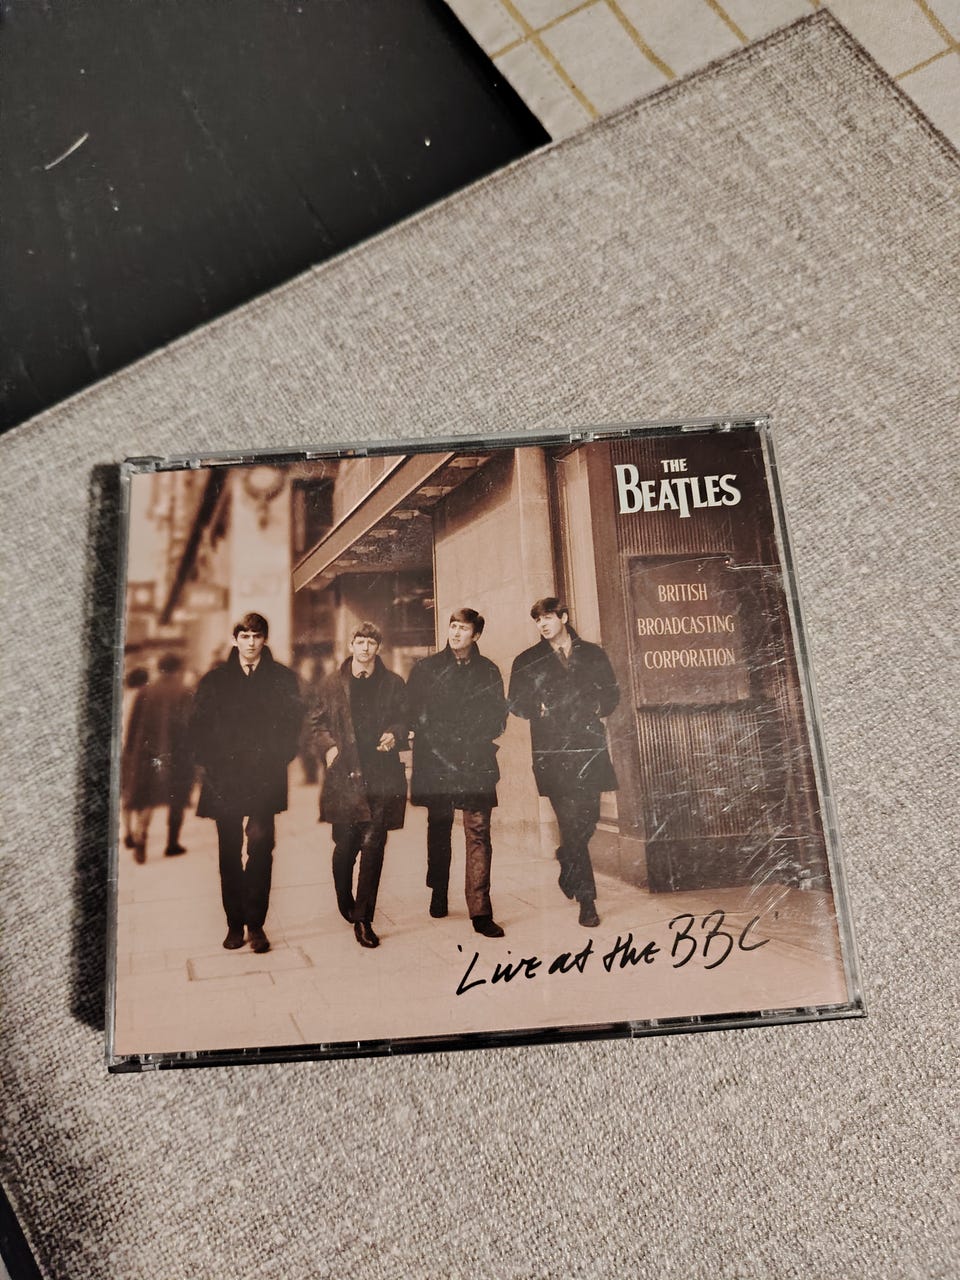 THE
BEATLES
BRITISH
BROADCASTING
CORPORATION
'Live at the BBC'